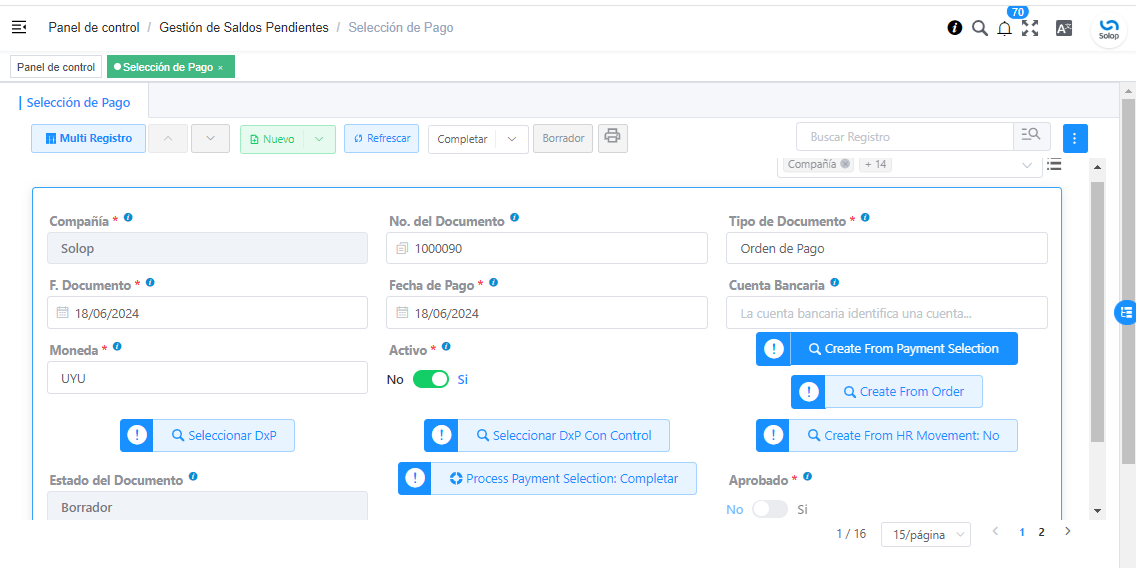 Panel de control / Gestión de Saldos Pendientes / Selección de Pago
70
Solop
Panel de control
Selección de Pago ×
Selección de Pago
Multi Registro
Nuevo
Refrescar
Completar
Borrador
Buscar Registro
Compañía
+ 14
Compañía *
No. del Documento
Tipo de Documento *
Solop
1000090
Orden de Pago
F. Documento *
Fecha de Pago *
Cuenta Bancaria
18/06/2024
18/06/2024
La cuenta bancaria identifica una cuenta...
Moneda *
Activo *
Create From Payment Selection
UYU
No
Si
Create From Order
Seleccionar DxP
Seleccionar DxP Con Control
Create From HR Movement: No
Estado del Documento
Process Payment Selection: Completar
Aprobado *
Borrador
No
Si
1 / 16
15/página
1
2